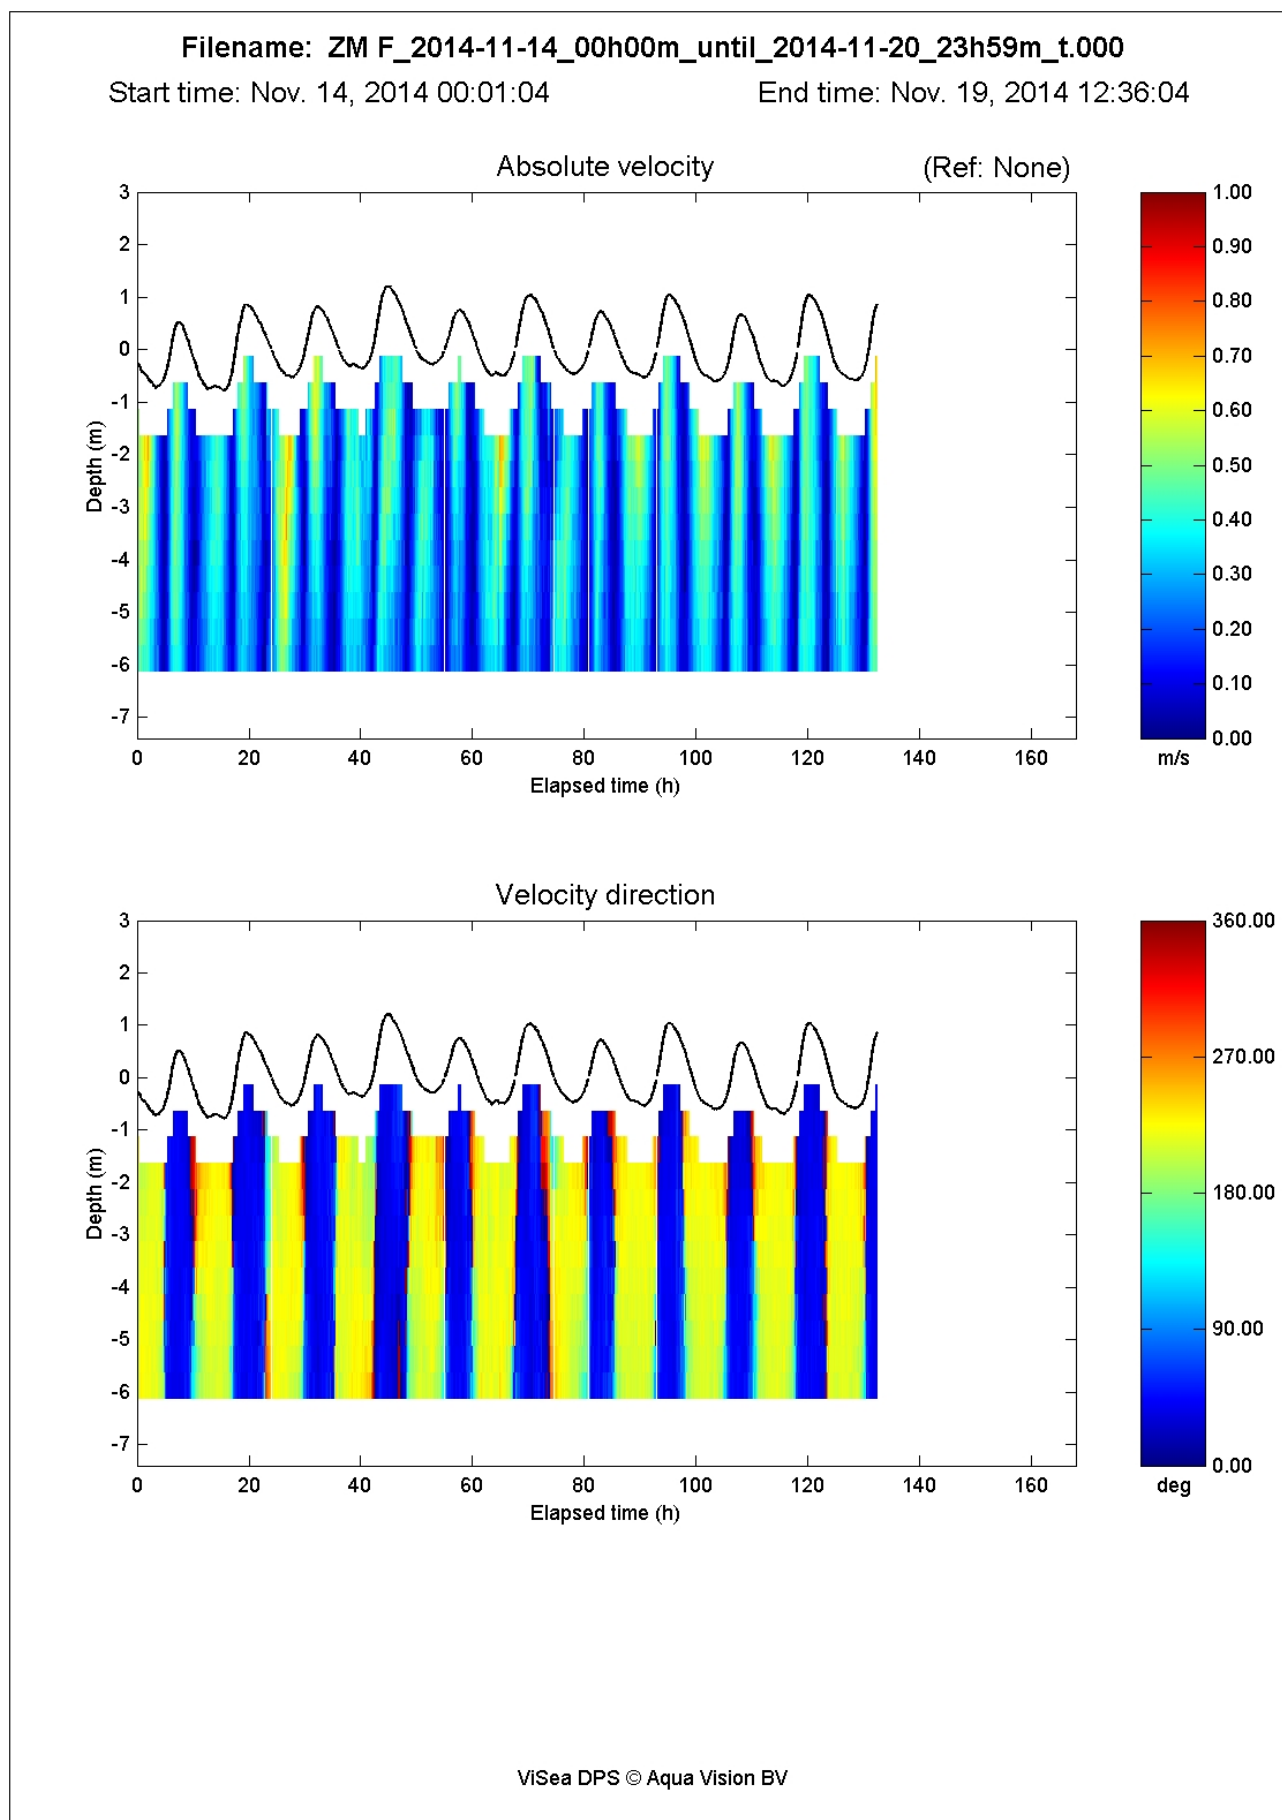 Filename: ZM F_2014-11-14_00h00m_until_2014-11-20_23h59m_t.000
Start time: Nov. 14, 2014 00:01:04 End time: Nov. 19, 2014 12:36:04
Absolute velocity (Ref: None)
3
2
1
0
-1
-2
-3
-4
-5
-6
-7
Depth (m)
0 20 40 60 80 100 120 140 160
Elapsed time (h)
1.00
0.90
0.80
0.70
0.60
0.50
0.40
0.30
0.20
0.10
0.00
m/s
Velocity direction
3
2
1
0
-1
-2
-3
-4
-5
-6
-7
Depth (m)
0 20 40 60 80 100 120 140 160
Elapsed time (h)
360.00
270.00
180.00
90.00
0.00
deg
ViSea DPS © Aqua Vision BV